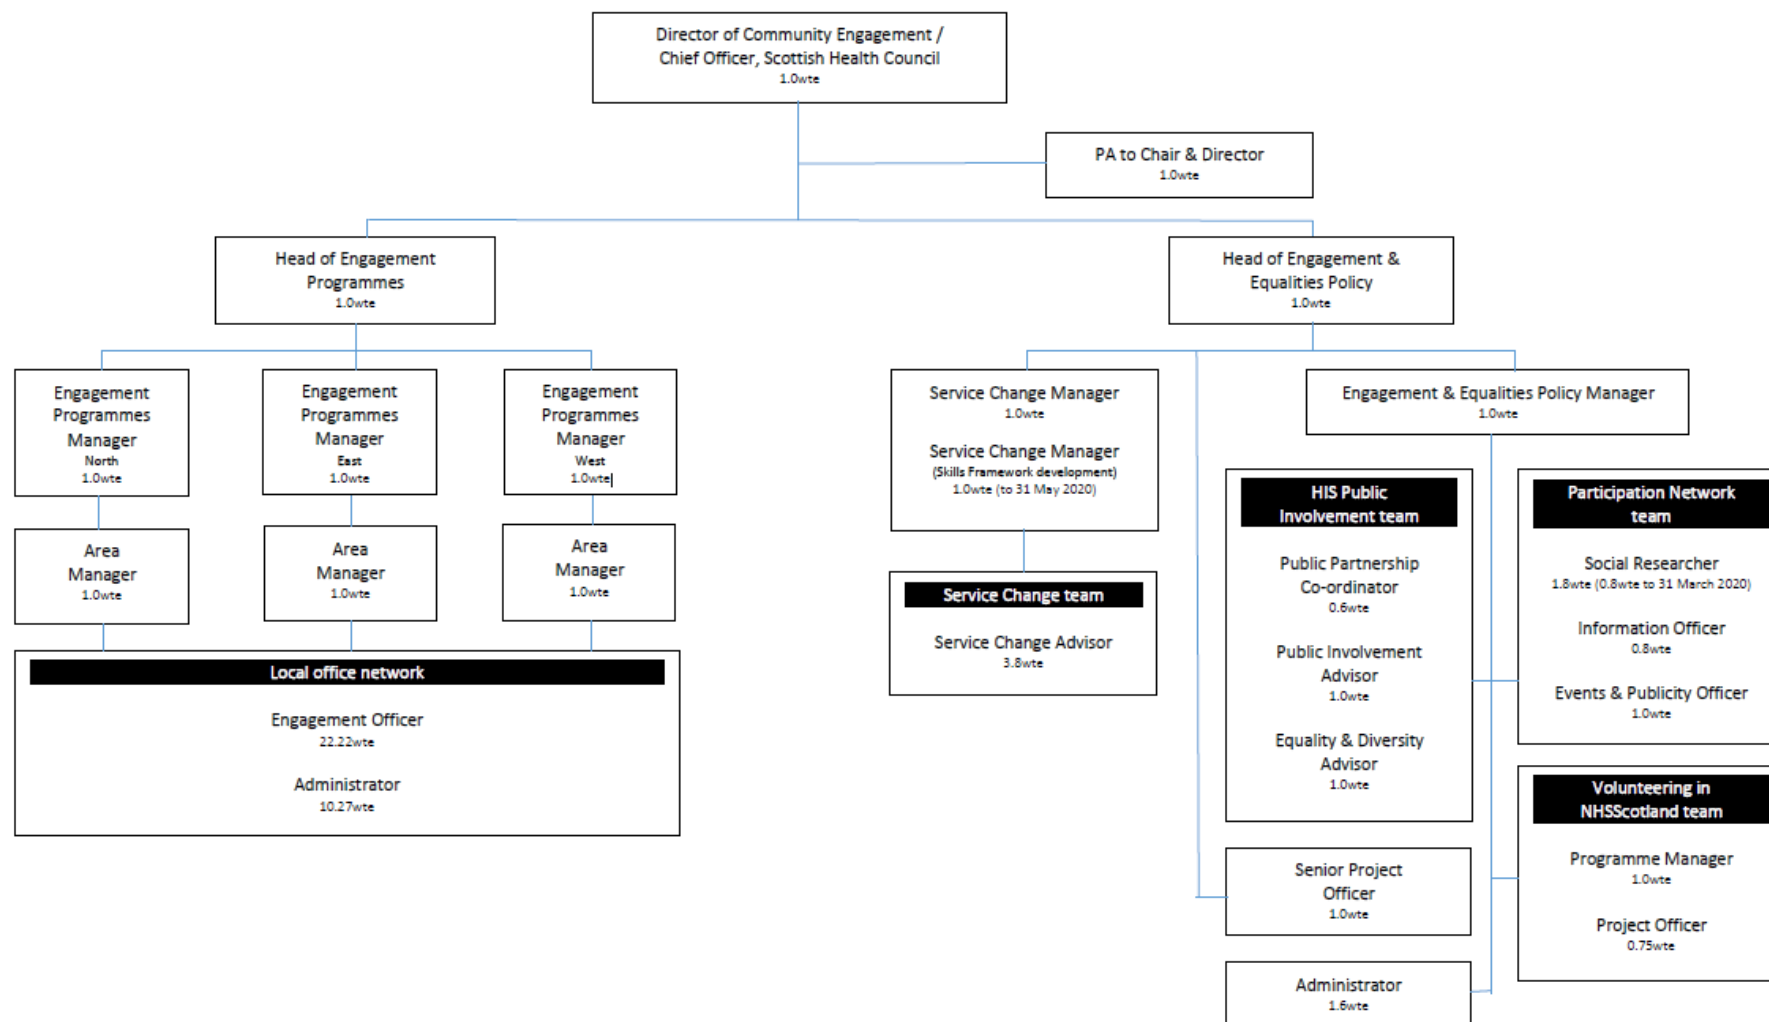 Director of Community Engagement /
Chief Officer, Scottish Health Council
1.0wte
PA to Chair & Director
1.0wte
Head of Engagement
Programmes
1.0wte
Head of Engagement &
Equalities Policy
1.0wte
Engagement
Programmes
Manager
North
1.0wte
Engagement
Programmes
Manager
East
1.0wte
Engagement
Programmes
Manager
West
1.0wte
Service Change Manager
1.0wte
Service Change Manager
(Skills Framework development)
1.0wte (to 31 May 2020)
Engagement & Equalities Policy Manager
1.0wte
Area
Manager
1.0wte
Area
Manager
1.0wte
Area
Manager
1.0wte
Local office network
Engagement Officer
22.22wte
Administrator
10.27wte
Service Change team
Service Change Advisor
3.8wte
HIS Public
Involvement team
Public Partnership
Co-ordinator
0.6wte
Public Involvement
Advisor
1.0wte
Equality & Diversity
Advisor
1.0wte
Participation Network
team
Social Researcher
1.8wte (0.8wte to 31 March 2020)
Information Officer
0.8wte
Events & Publicity Officer
1.0wte
Volunteering in
NHSScotland team
Programme Manager
1.0wte
Project Officer
0.75wte
Senior Project
Officer
1.0wte
Administrator
1.6wte